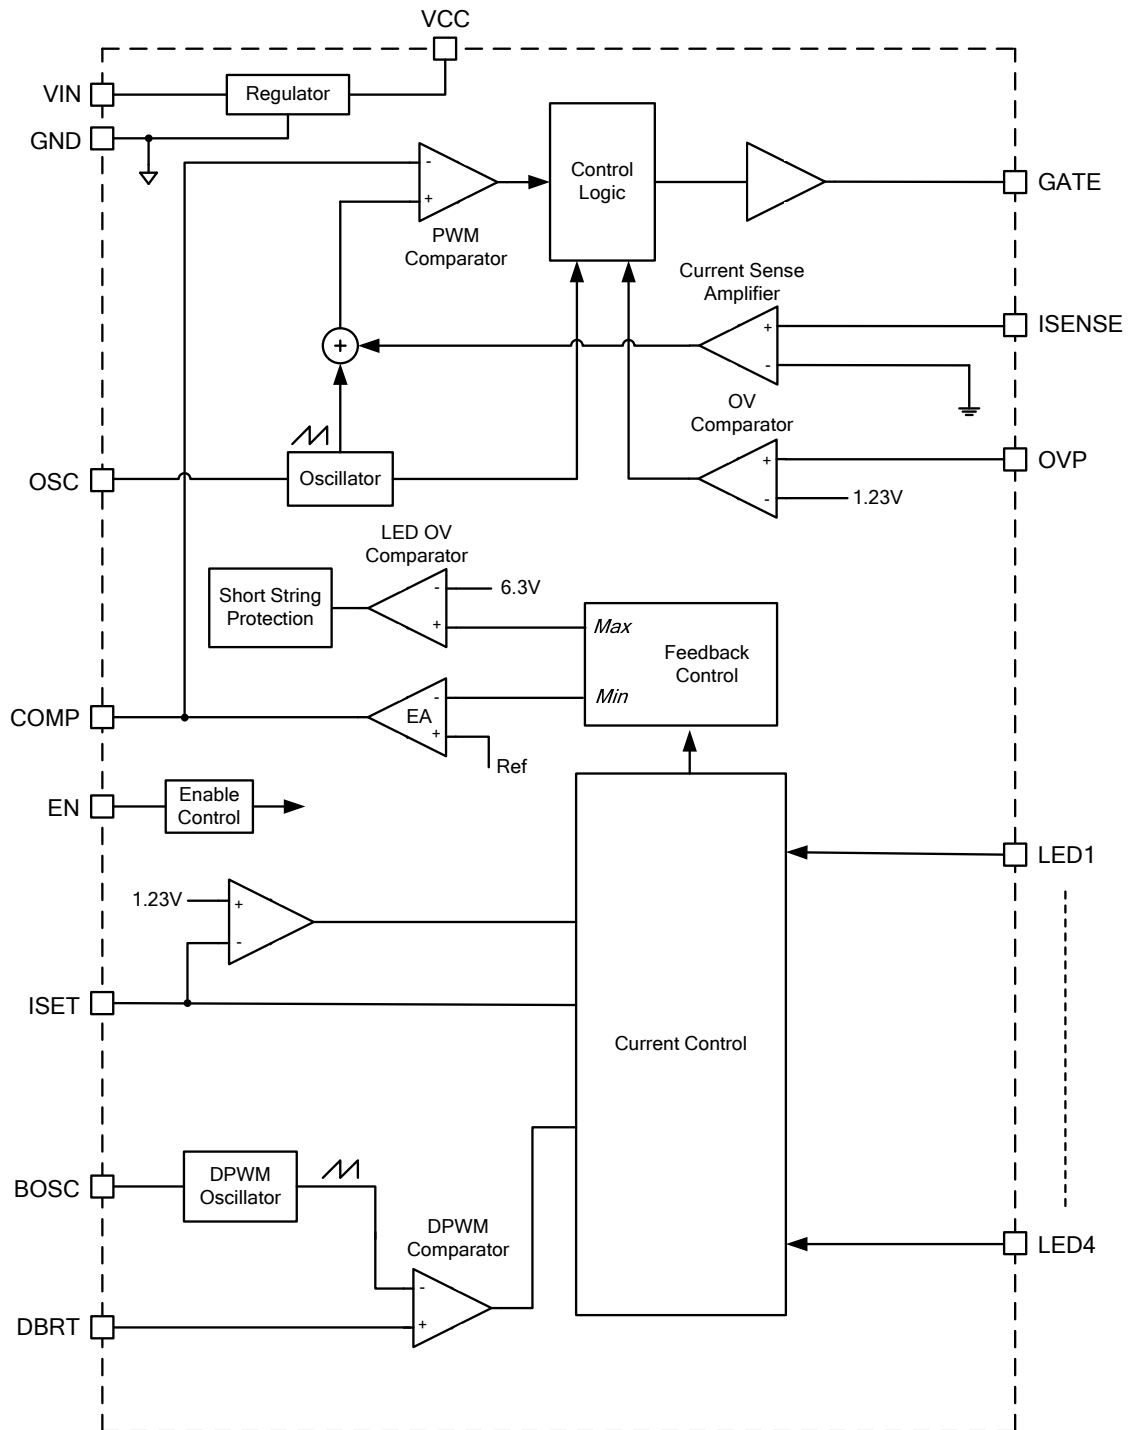 VCC
VIN
Regulator
GND
-
+
PWM
Comparator
Control
Logic
GATE
Current Sense
Amplifier
+
-
ISENSE
+
OV
Comparator
+
-
1.23V
OVP
OSC
Oscillator
LED OV
Comparator
Short String
Protection
-
+
6.3V
Max
Min
Feedback
Control
COMP
EA
-
+
Ref
EN
Enable
Control
LED1
1.23V
+
-
ISET
Current Control
BOSC
DPWM
Oscillator
DPWM
Comparator
-
+
LED4
DBRT